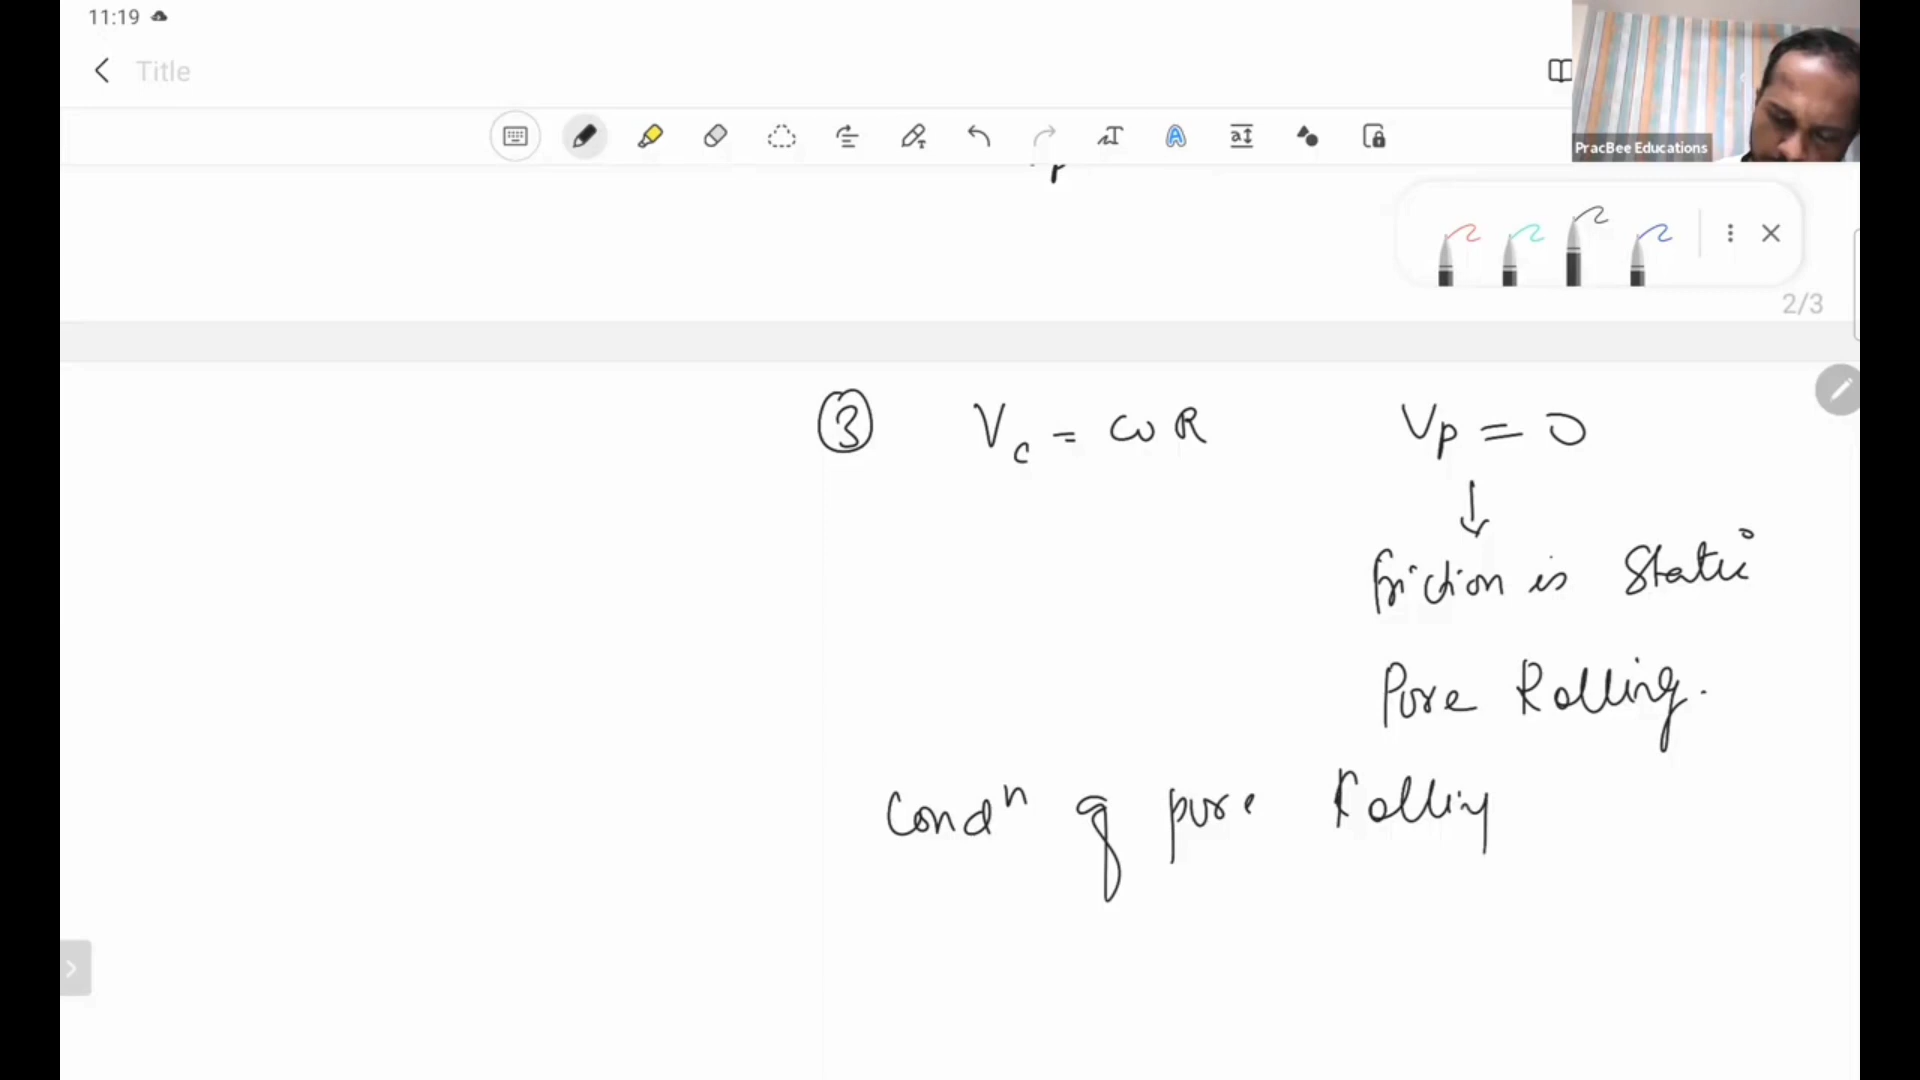 11:19
Title
PracBee Educations
2/3
③ Vc = ωR Vp = 0
↓
friction is static
Pure Rolling.
Condⁿ of pure Rolling